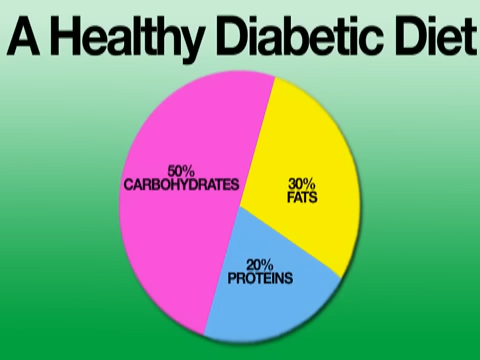 A Healthy Diabetic Diet
50%
CARBOHYDRATES
30%
FATS
20%
PROTEINS